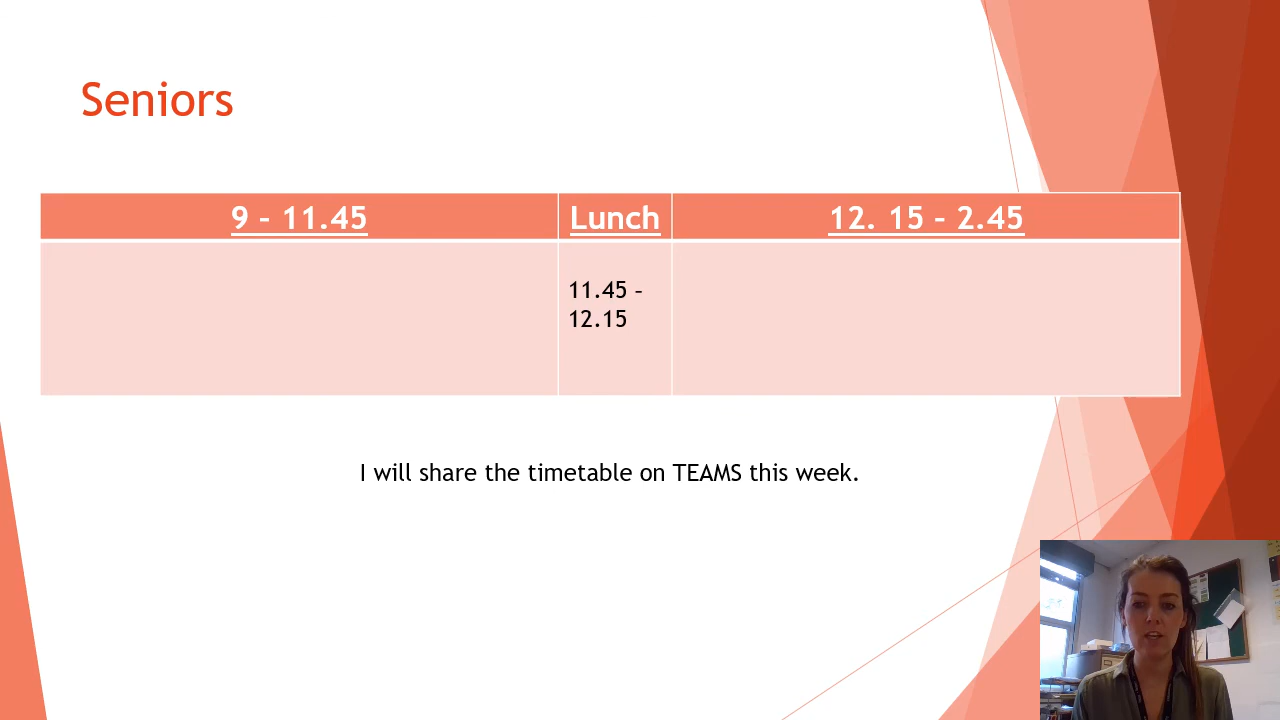 Seniors
9 – 11.45
Lunch
12. 15 – 2.45
11.45 –
12.15
I will share the timetable on TEAMS this week.